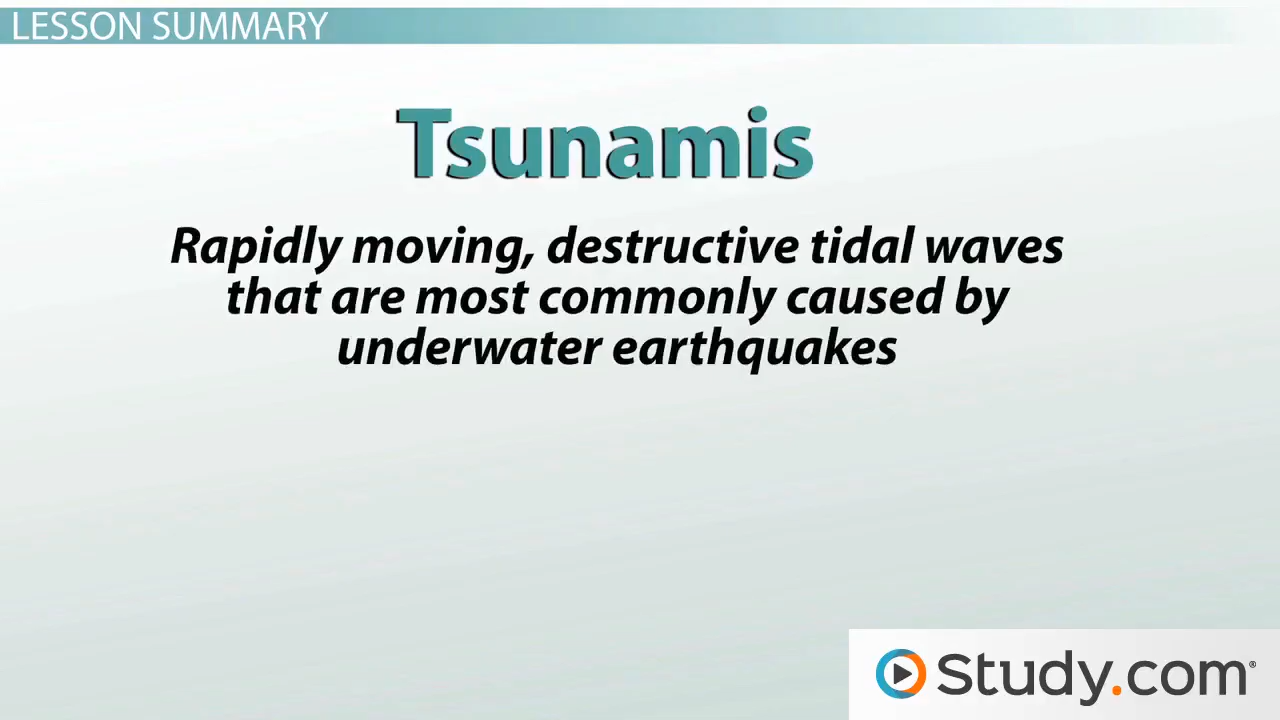 LESSON SUMMARY
Tsunamis
Rapidly moving, destructive tidal waves
that are most commonly caused by
underwater earthquakes
Study.com®